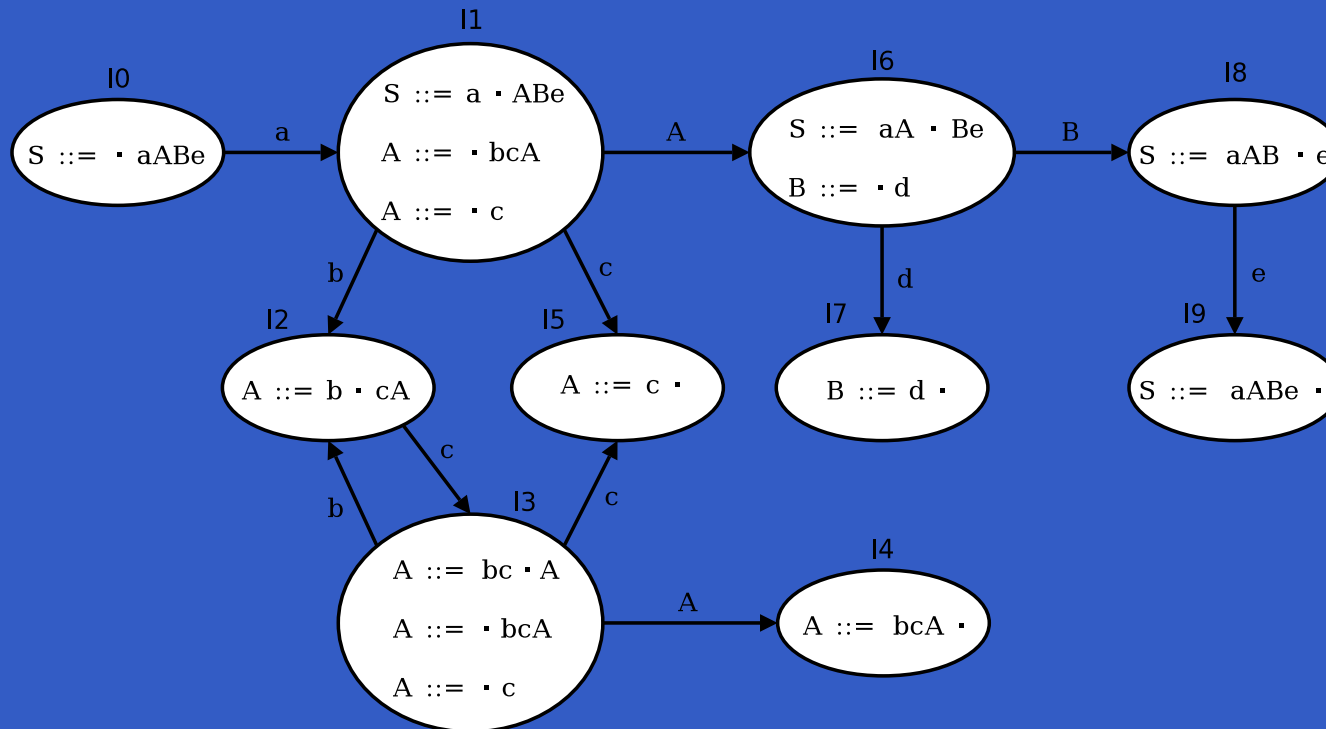 I0
S ::= · aABe
a
I1
S ::= a · ABe
A ::= · bcA
A ::= · c
A
I6
S ::= aA · Be
B ::= · d
B
I8
S ::= aAB · e
b
c
d
e
I2
A ::= b · cA
I5
A ::= c ·
I7
B ::= d ·
I9
S ::= aABe ·
b
c
c
I3
A ::= bc · A
A ::= · bcA
A ::= · c
A
I4
A ::= bcA ·